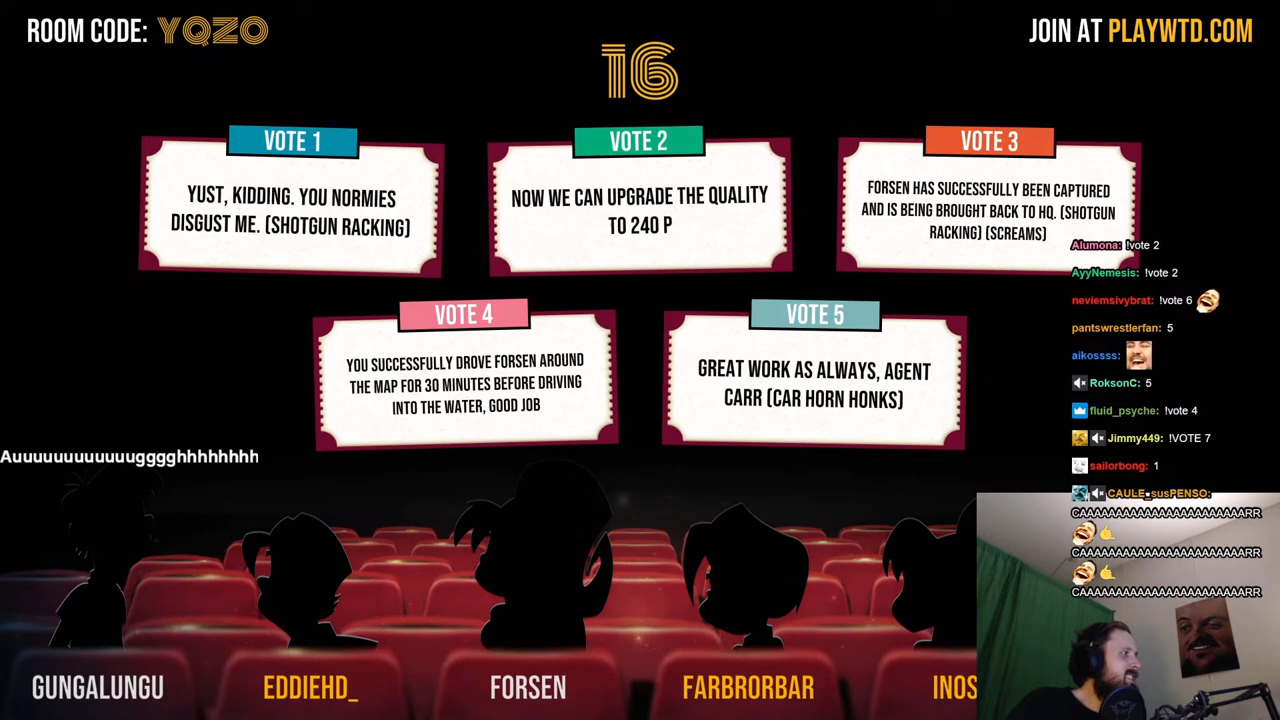 ROOM CODE: YQZO
JOIN AT PLAYWTD.COM
16
VOTE 1
YUST, KIDDING. YOU NORMIES
DISGUST ME. (SHOTGUN RACKING)
VOTE 2
NOW WE CAN UPGRADE THE QUALITY
TO 240 P
VOTE 3
FORSEN HAS SUCCESSFULLY BEEN CAPTURED
AND IS BEING BROUGHT BACK TO HQ. (SHOTGUN
RACKING) (SCREAMS)
VOTE 4
YOU SUCCESSFULLY DROVE FORSEN AROUND
THE MAP FOR 30 MINUTES BEFORE DRIVING
INTO THE WATER, GOOD JOB
VOTE 5
GREAT WORK AS ALWAYS, AGENT
CARR (CAR HORN HONKS)
Alumona: !vote 2
AyyNemesis: !vote 2
neviemsivybrat: !vote 6
pantswrestlerfan: 5
aikossss:
RoksonC: 5
fluid_psyche: !vote 4
Jimmy449: !VOTE 7
sailorbong: 1
CAULE_susPENSO:
CAAAAAAAAAAAAAAAAAAAAAAARR
CAAAAAAAAAAAAAAAAAAAAAAARR
CAAAAAAAAAAAAAAAAAAAAAAARR
Auuuuuuuuuuuugggghhhhhhhh
GUNGALUNGU
EDDIEHD_
FORSEN
FARBRORBAR
INOS